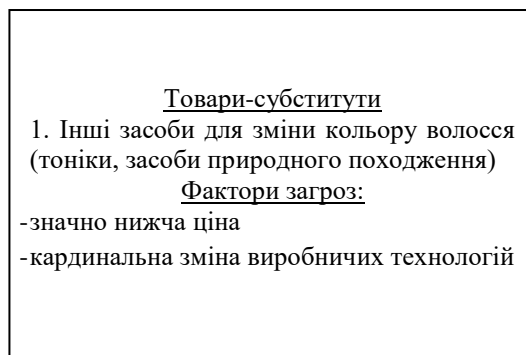 Товари-субститути
1. Інші засоби для зміни кольору волосся
(тоніки, засоби природного походження)
Фактори загроз:
-значно нижча ціна
-кардинальна зміна виробничих технологій